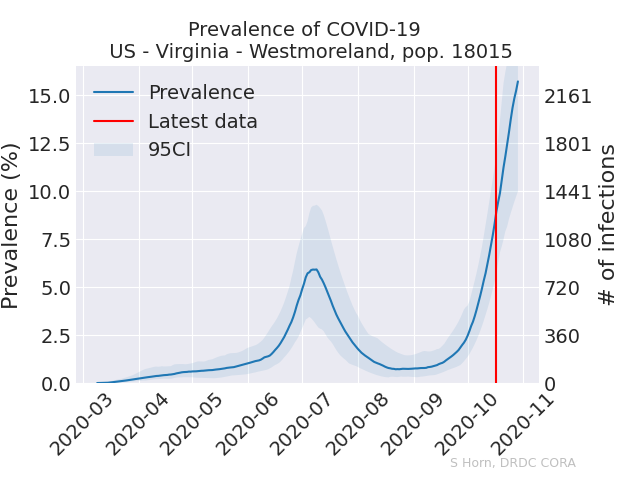 Prevalence of COVID-19
US - Virginia - Westmoreland, pop. 18015
Prevalence
Latest data
95CI
Prevalence (%)
15.0
12.5
10.0
7.5
5.0
2.5
0.0
2161
1801
1441
1080
720
360
0
# of infections
2020-03
2020-04
2020-05
2020-06
2020-07
2020-08
2020-09
2020-10
2020-11
S Horn, DRDC CORA